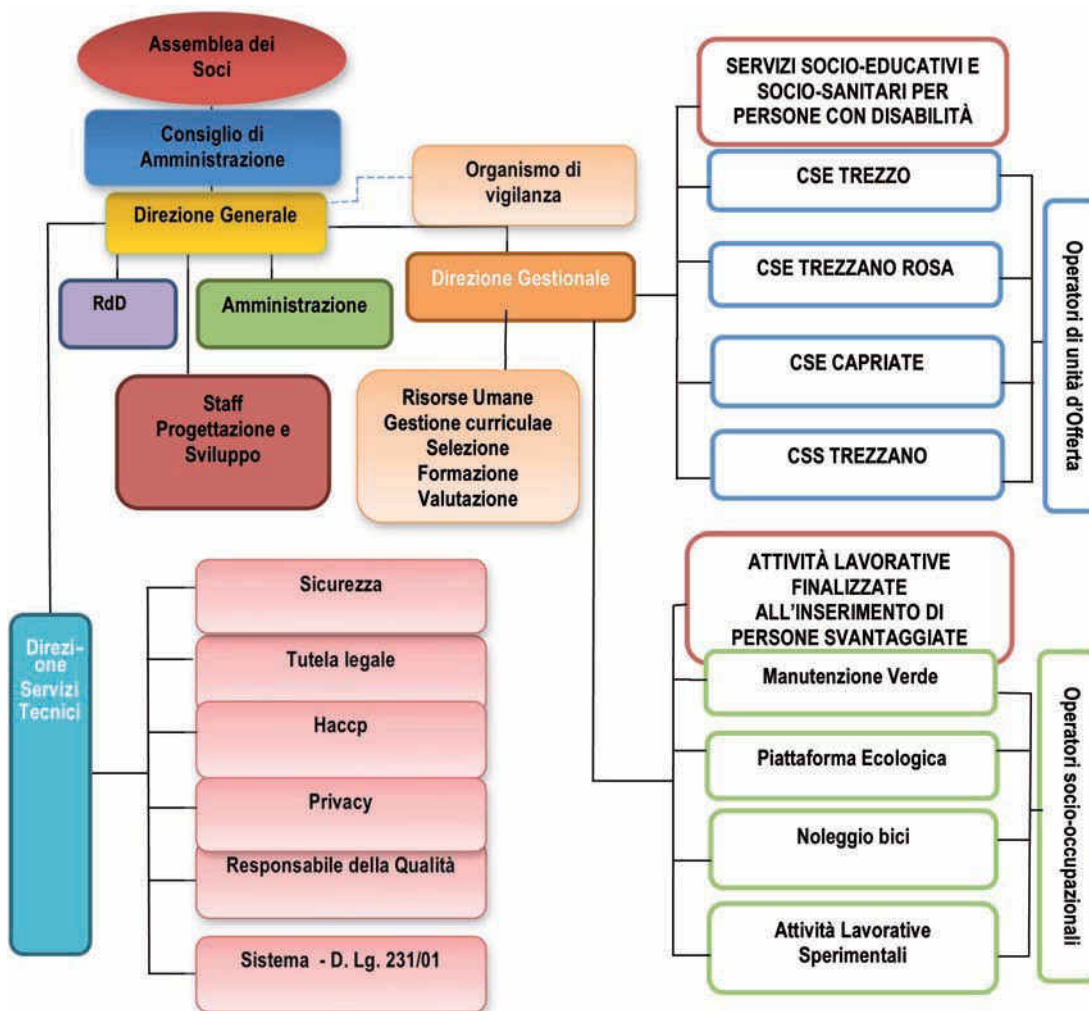 Assemblea dei
Soci
Consiglio di
Amministrazione
Direzione Generale
Organismo di
vigilanza
RdD
Amministrazione
Direzione Gestionale
Staff
Progettazione e
Sviluppo
Risorse Umane
Gestione curriculae
Selezione
Formazione
Valutazione
SERVIZI SOCIO-EDUCATIVI E
SOCIO-SANITARI PER
PERSONE CON DISABILITÀ
CSE TREZZO
CSE TREZZANO ROSA
CSE CAPRIATE
CSS TREZZANO
Operatori di unità d'Offerta
Direzi-
one
Servizi
Tecnici
Sicurezza
Tutela legale
Haccp
Privacy
Responsabile della Qualità
Sistema - D. Lg. 231/01
ATTIVITÀ LAVORATIVE
FINALIZZATE
ALL'INSERIMENTO DI
PERSONE SVANTAGGIATE
Manutenzione Verde
Piattaforma Ecologica
Noleggio bici
Attività Lavorative
Sperimentali
Operatori socio-occupazionali